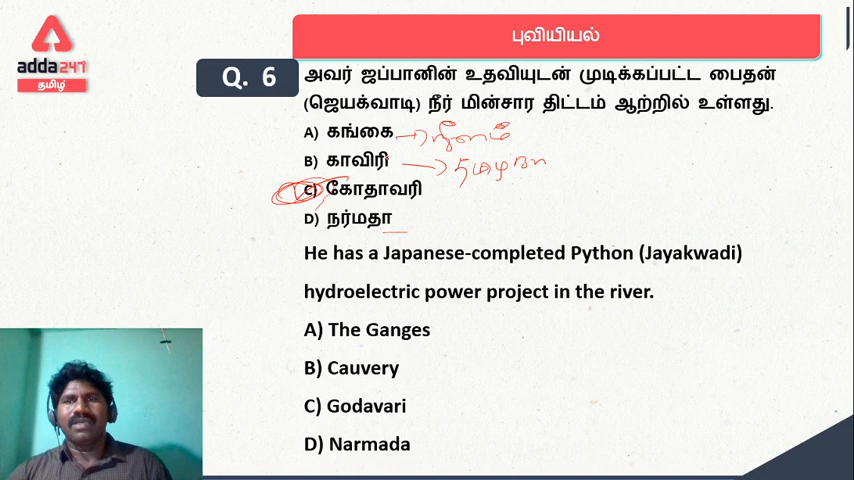 புவியியல்
adda247
தமிழ்
Q. 6
அவர் ஜப்பானின் உதவியுடன் முடிக்கப்பட்ட பைதன்
(ஜெயக்வாடி) நீர் மின்சார திட்டம் ஆற்றில் உள்ளது.
A) கங்கை → நீளம்
B) காவிரி →
C) கோதாவரி
D) நர்மதா
He has a Japanese-completed Python (Jayakwadi)
hydroelectric power project in the river.
A) The Ganges
B) Cauvery
C) Godavari
D) Narmada